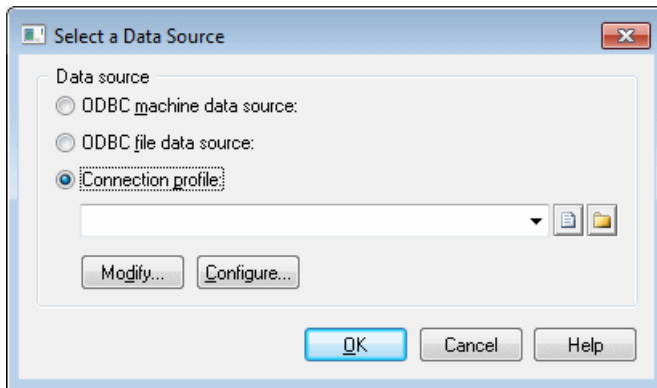 Select a Data Source
Data source
ODBC machine data source:
ODBC file data source:
Connection profile:
Modify... Configure...
OK Cancel Help